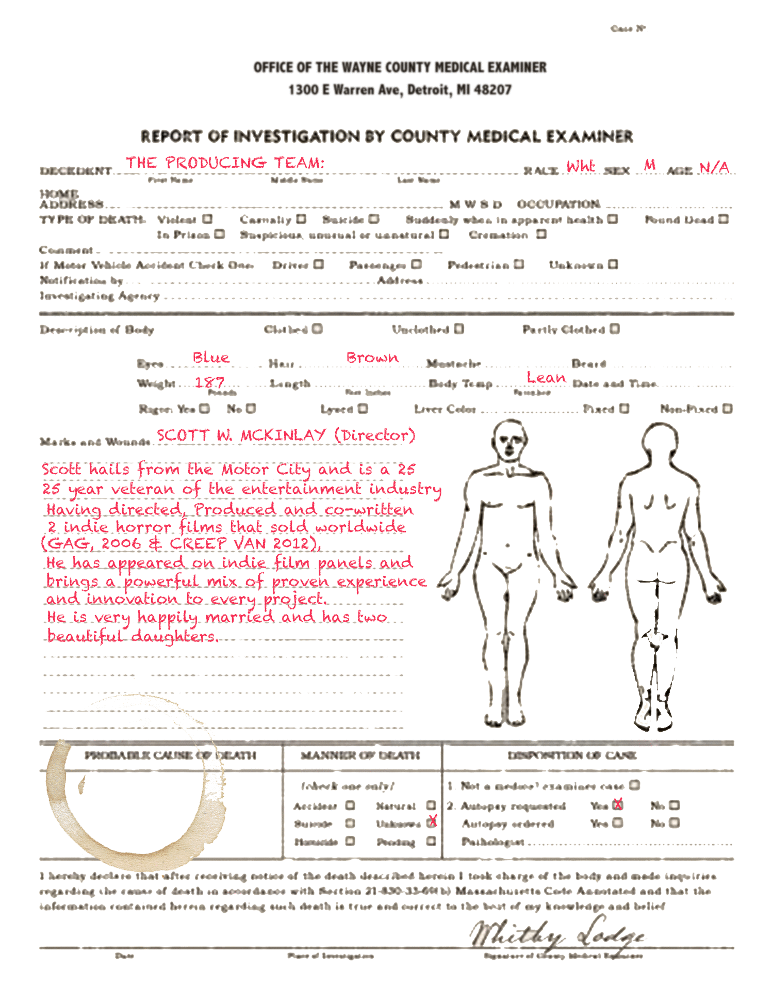 Case Nº
OFFICE OF THE WAYNE COUNTY MEDICAL EXAMINER
1300 E Warren Ave, Detroit, MI 48207
REPORT OF INVESTIGATION BY COUNTY MEDICAL EXAMINER
DECEDENT THE PRODUCING TEAM: RACE Wht SEX M AGE N/A
First Name Middle Name Last Name
HOME
ADDRESS M W S D OCCUPATION
TYPE OF DEATH: Violent Casualty Suicide Suddenly when in apparent health Found Dead
In Prison Suspicious, unusual or unnatural Cremation
Comment
If Motor Vehicle Accident Check One: Driver Passenger Pedestrian Unknown
Notification by Address
Investigating Agency
Description of Body Clothed Unclothed Partly Clothed
Eyes Blue Hair Brown Mustache Beard
Weight 187 Length Body Temp Lean Date and Time
Pounds Feet Inches
Rigor: Yes No Lysed Liver Color Fixed Non-Fixed
Marks and Wounds SCOTT W. MCKINLAY (Director)
Scott hails from the Motor City and is a 25
25 year veteran of the entertainment industry
Having directed, Produced and co-written
2 indie horror films that sold worldwide
(GAG, 2006 & CREEP VAN 2012),
He has appeared on indie film panels and
brings a powerful mix of proven experience
and innovation to every project.
He is very happily married and has two
beautiful daughters.
PROBABLE CAUSE OF DEATH MANNER OF DEATH DISPOSITION OF CASE
(check one only) 1. Not a medical examiner case
Accident Natural 2. Autopsy requested Yes X No
Suicide Unknown X Autopsy ordered Yes No
Homicide Pending Pathologist
I hereby declare that after receiving notice of the death described herein I took charge of the body and made inquiries
regarding the cause of death in accordance with Section 21-830-33-69(b) Massachusetts Code Annotated and that the
information contained herein regarding such death is true and correct to the best of my knowledge and belief
Whitby Lodge
Date Place of Investigation Signature of County Medical Examiner